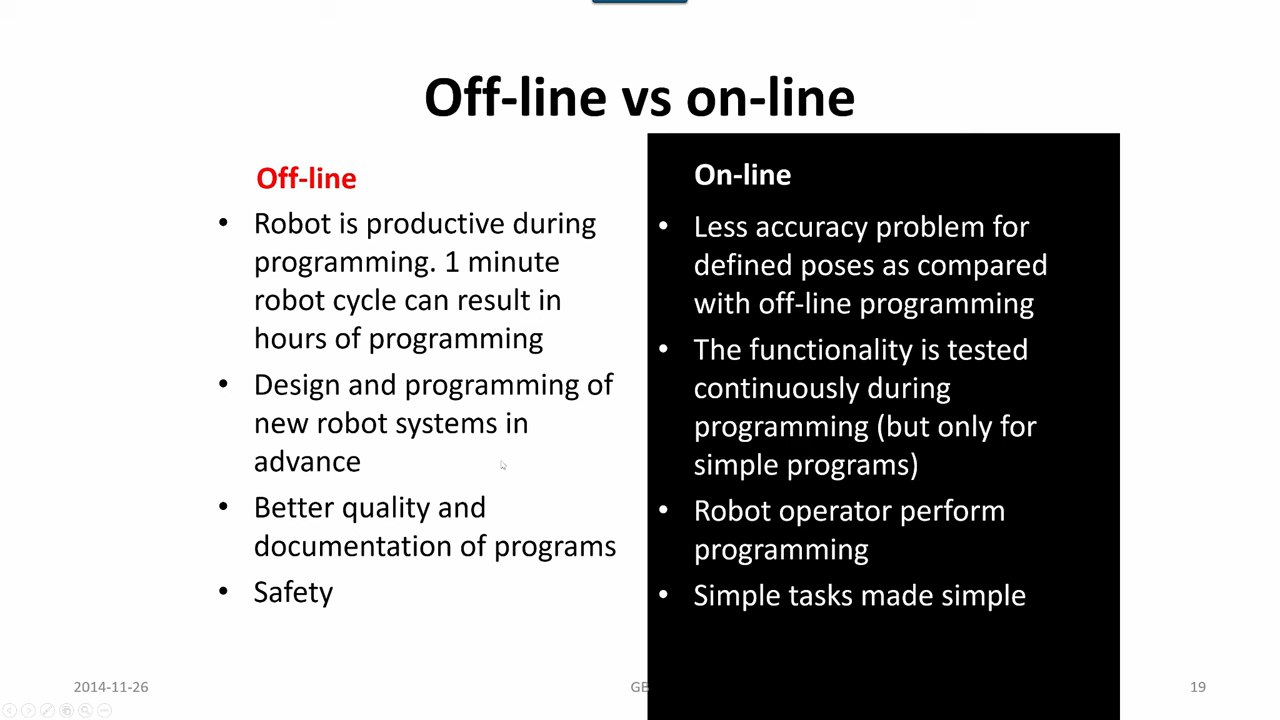 Off-line vs on-line
Off-line
• Robot is productive during
programming. 1 minute
robot cycle can result in
hours of programming
• Design and programming of
new robot systems in
advance
• Better quality and
documentation of programs
• Safety
On-line
• Less accuracy problem for
defined poses as compared
with off-line programming
• The functionality is tested
continuously during
programming (but only for
simple programs)
• Robot operator perform
programming
• Simple tasks made simple
2014-11-26
GB
19